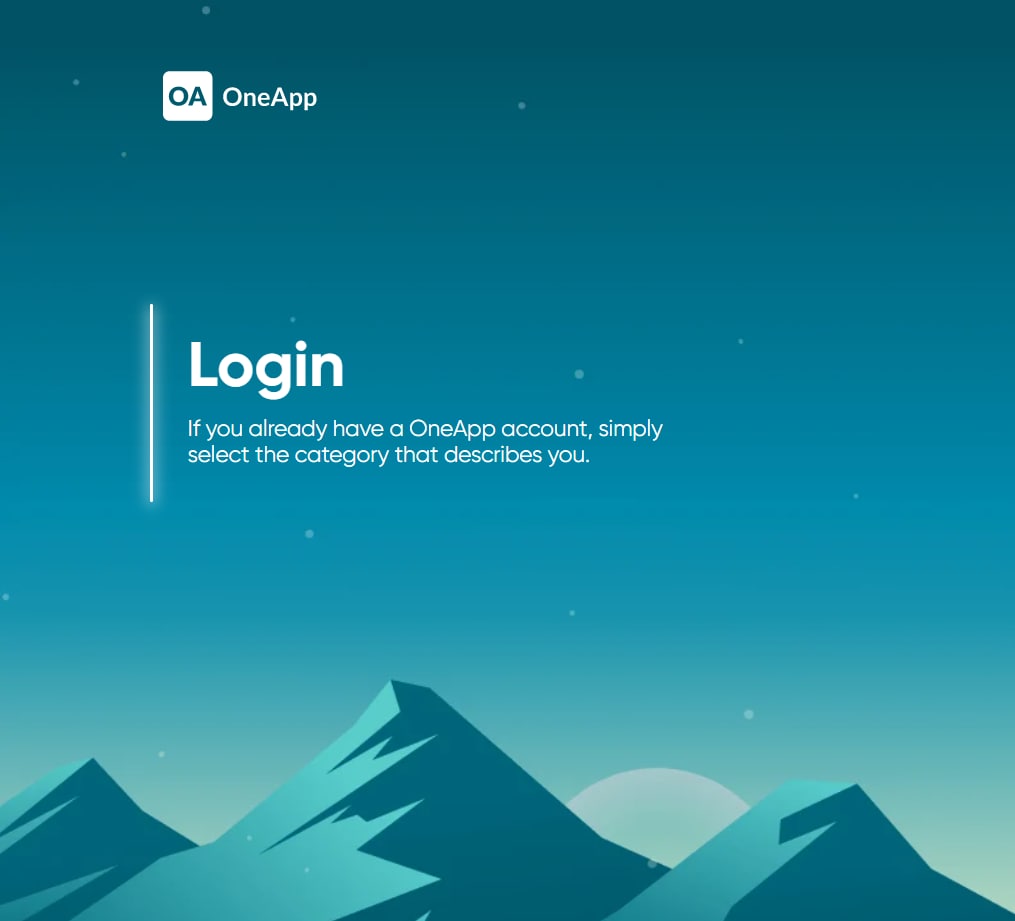 OA OneApp
Login
If you already have a OneApp account, simply
select the category that describes you.